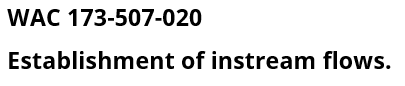 WAC 173-507-020
Establishment of instream flows.